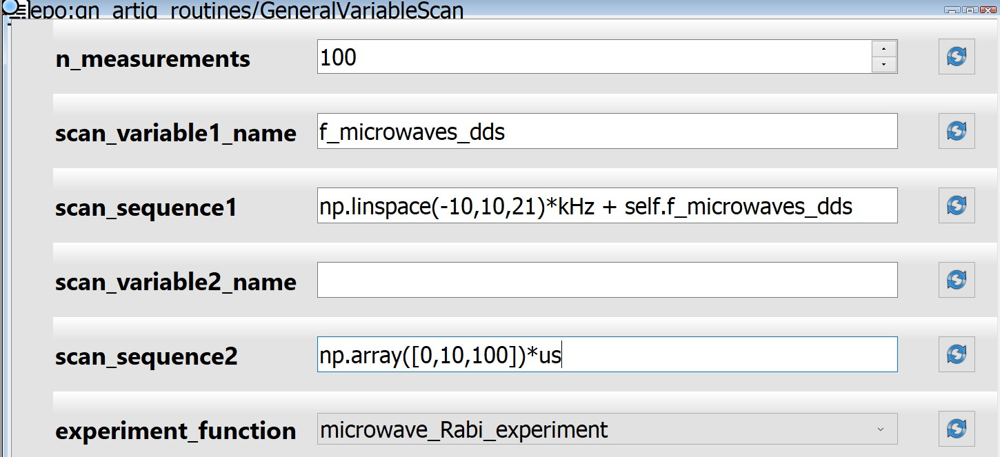 epo:qn_artiq_routines/GeneralVariableScan
n_measurements 100
scan_variable1_name f_microwaves_dds
scan_sequence1 np.linspace(-10,10,21)*kHz + self.f_microwaves_dds
scan_variable2_name
scan_sequence2 np.array([0,10,100])*us
experiment_function microwave_Rabi_experiment